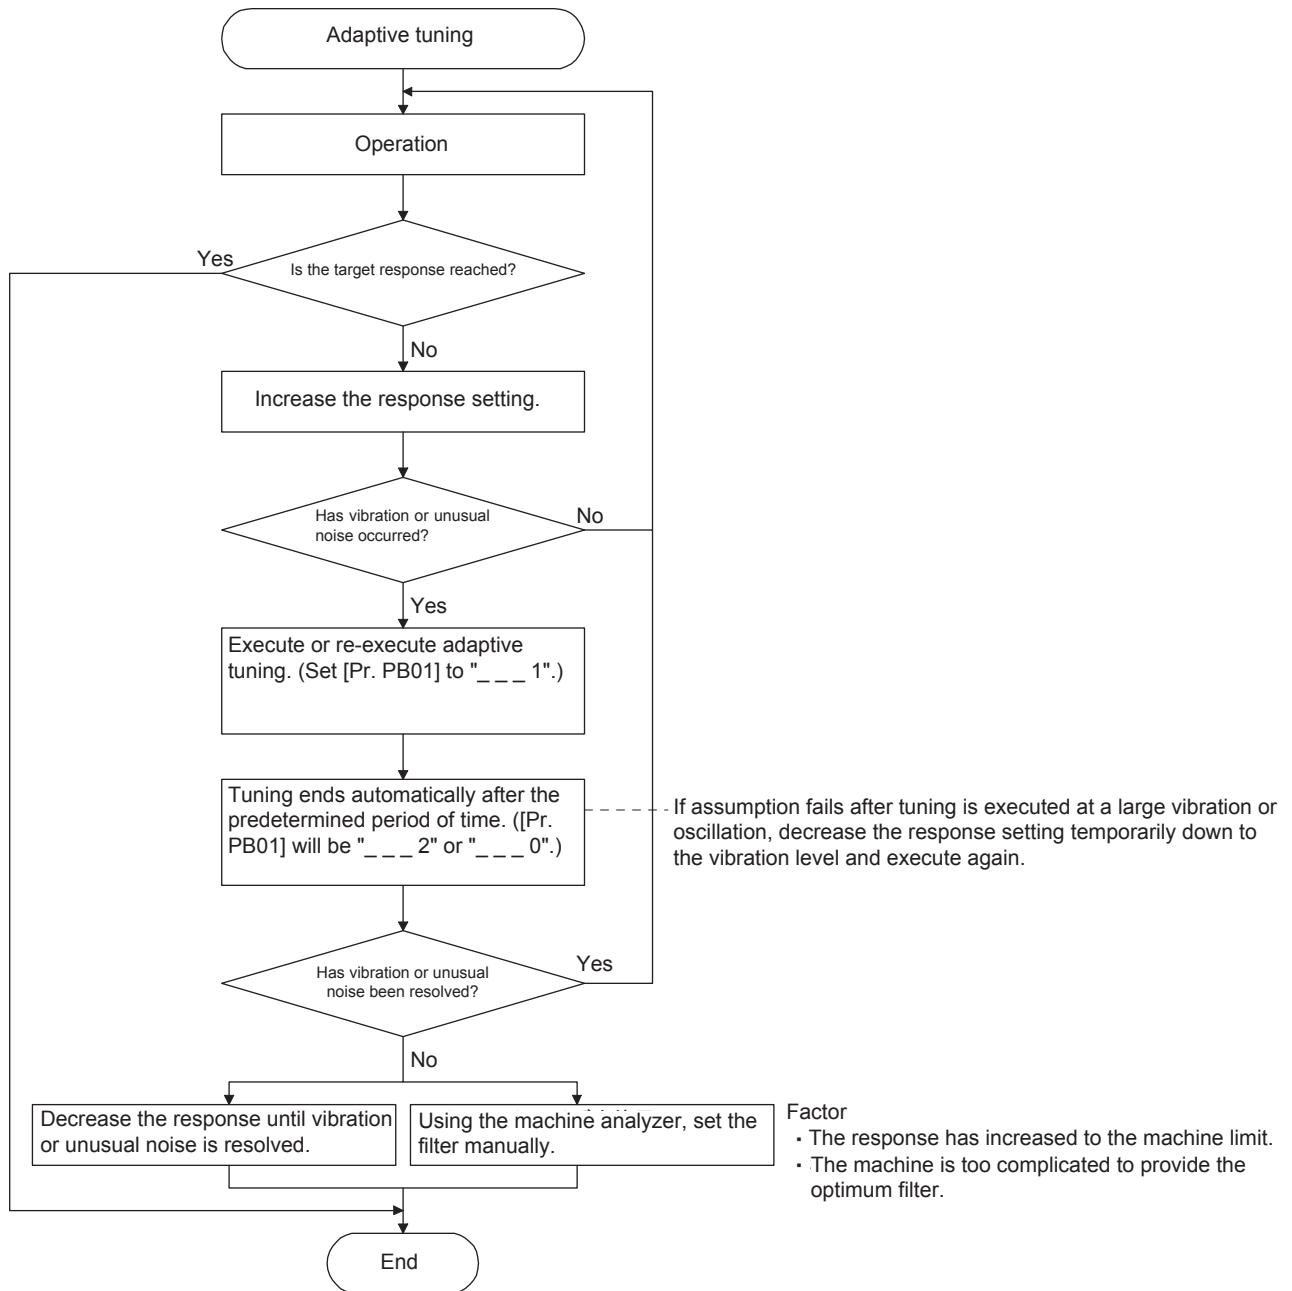 Adaptive tuning
Operation
Yes
Is the target response reached?
No
Increase the response setting.
Has vibration or unusual
noise occurred?
No
Yes
Execute or re-execute adaptive
tuning. (Set [Pr. PB01] to "_ _ _ 1".)
Tuning ends automatically after the
predetermined period of time. ([Pr.
PB01] will be "_ _ _ 2" or "_ _ _ 0".)
If assumption fails after tuning is executed at a large vibration or
oscillation, decrease the response setting temporarily down to
the vibration level and execute again.
Has vibration or unusual
noise been resolved?
Yes
No
Decrease the response until vibration
or unusual noise is resolved.
Using the machine analyzer, set the
filter manually.
Factor
· The response has increased to the machine limit.
· The machine is too complicated to provide the
optimum filter.
End